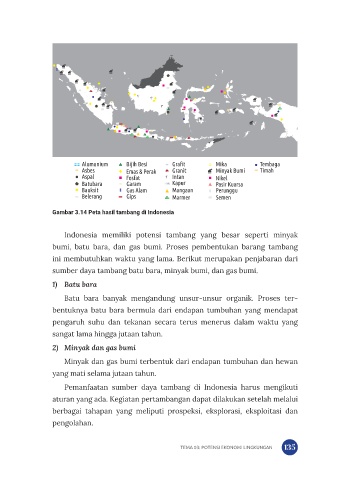 Alumunium Bijih Besi Grafit Mika Tembaga
Asbes Emas & Perak Granit Minyak Bumi Timah
Aspal Fosfat Intan Nikel
Batubara Garam Kapur Pasir Kuarsa
Bauksit Gas Alam Mangaan Perunggu
Belerang Gips Marmer Semen
Gambar 3.14 Peta hasil tambang di Indonesia
Indonesia memiliki potensi tambang yang besar seperti minyak
bumi, batu bara, dan gas bumi. Proses pembentukan barang tambang
ini membutuhkan waktu yang lama. Berikut merupakan penjabaran dari
sumber daya tambang batu bara, minyak bumi, dan gas bumi.
1) Batu bara
Batu bara banyak mengandung unsur-unsur organik. Proses ter-
bentuknya batu bara bermula dari endapan tumbuhan yang mendapat
pengaruh suhu dan tekanan secara terus menerus dalam waktu yang
sangat lama hingga jutaan tahun.
2) Minyak dan gas bumi
Minyak dan gas bumi terbentuk dari endapan tumbuhan dan hewan
yang mati selama jutaan tahun.
Pemanfaatan sumber daya tambang di Indonesia harus mengikuti
aturan yang ada. Kegiatan pertambangan dapat dilakukan setelah melalui
berbagai tahapan yang meliputi prospeksi, eksplorasi, eksploitasi dan
pengolahan.
TEMA 03: POTENSI EKONOMI LINGKUNGAN 135